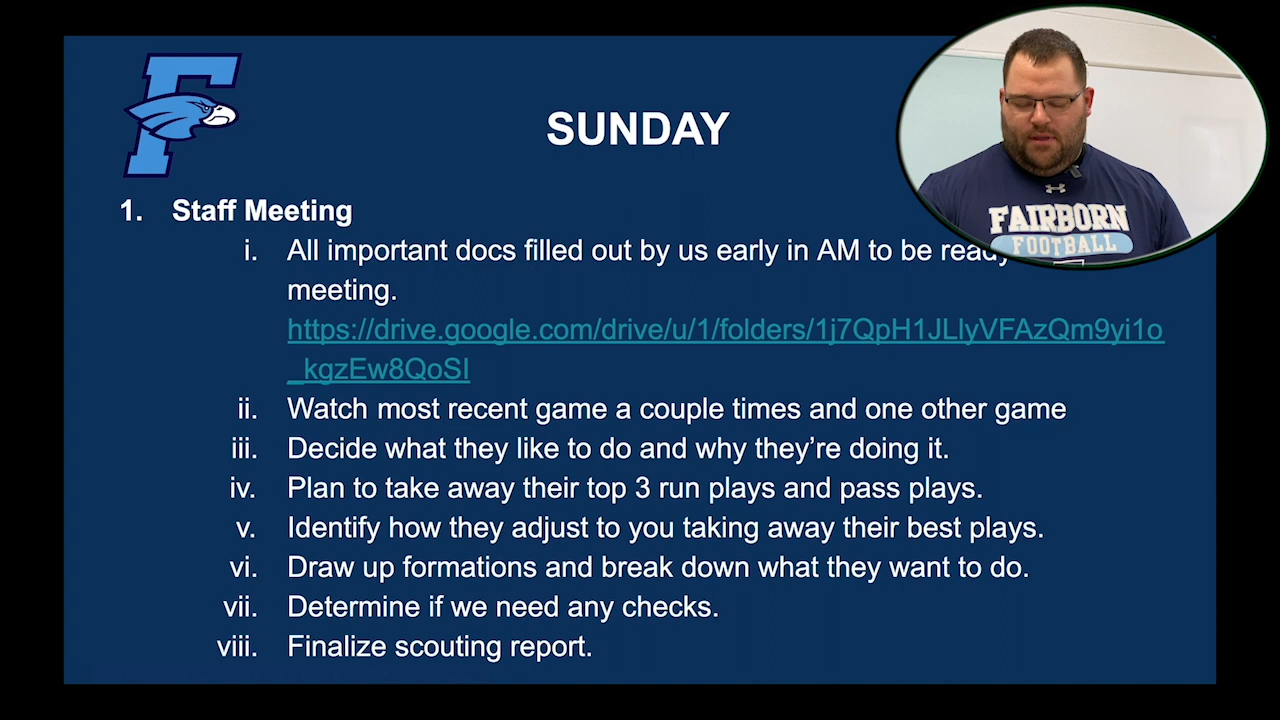 SUNDAY
FAIRBORN
FOOTBALL
1. Staff Meeting
i. All important docs filled out by us early in AM to be ready
meeting.
https://drive.google.com/drive/u/1/folders/1j7QpH1JLIyVFAzQm9yi1o
_kgzEw8QoSI
ii. Watch most recent game a couple times and one other game
iii. Decide what they like to do and why they’re doing it.
iv. Plan to take away their top 3 run plays and pass plays.
v. Identify how they adjust to you taking away their best plays.
vi. Draw up formations and break down what they want to do.
vii. Determine if we need any checks.
viii. Finalize scouting report.